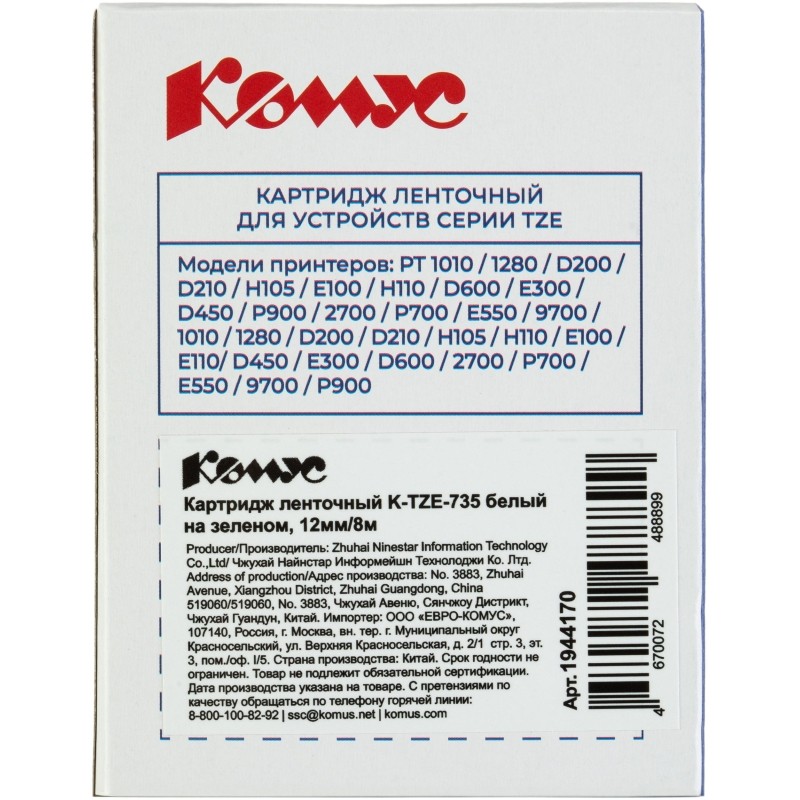 Комус
КАРТРИДЖ ЛЕНТОЧНЫЙ
ДЛЯ УСТРОЙСТВ СЕРИИ TZE
Модели принтеров: PT 1010 / 1280 / D200 /
D210 / H105 / E100 / H110 / D600 / E300 /
D450 / P900 / 2700 / P700 / E550 / 9700 /
1010 / 1280 / D200 / D210 / H105 / H110 / E100 /
E110/ D450 / E300 / D600 / 2700 / P700 /
E550 / 9700 / P900
Комус
Картридж ленточный K-TZE-735 белый
на зеленом, 12мм/8м
Producer/Производитель: Zhuhai Ninestar Information Technology
Co.,Ltd/ Чжухай Найнстар Информейшн Технолоджи Ко. Лтд.
Address of production/Адрес производства: No. 3883, Zhuhai
Avenue, Xiangzhou District, Zhuhai Guangdong, China
519060/519060, No. 3883, Чжухай Авеню, Сянчжоу Дистрикт,
Чжухай Гуандун, Китай. Импортер: ООО «ЕВРО-КОМУС»,
107140, Россия, г. Москва, вн. тер. г. Муниципальный округ
Красносельский, ул. Верхняя Красносельская, д. 2/1 стр. 3, эт.
3, пом./оф. I/5. Страна производства: Китай. Срок годности не
ограничен. Товар не подлежит обязательной сертификации.
Дата производства указана на товаре. С претензиями по
качеству обращаться по телефону горячей линии:
8-800-100-82-92 | ssc@komus.net | komus.com
Арт.1944170
4 670072 488899